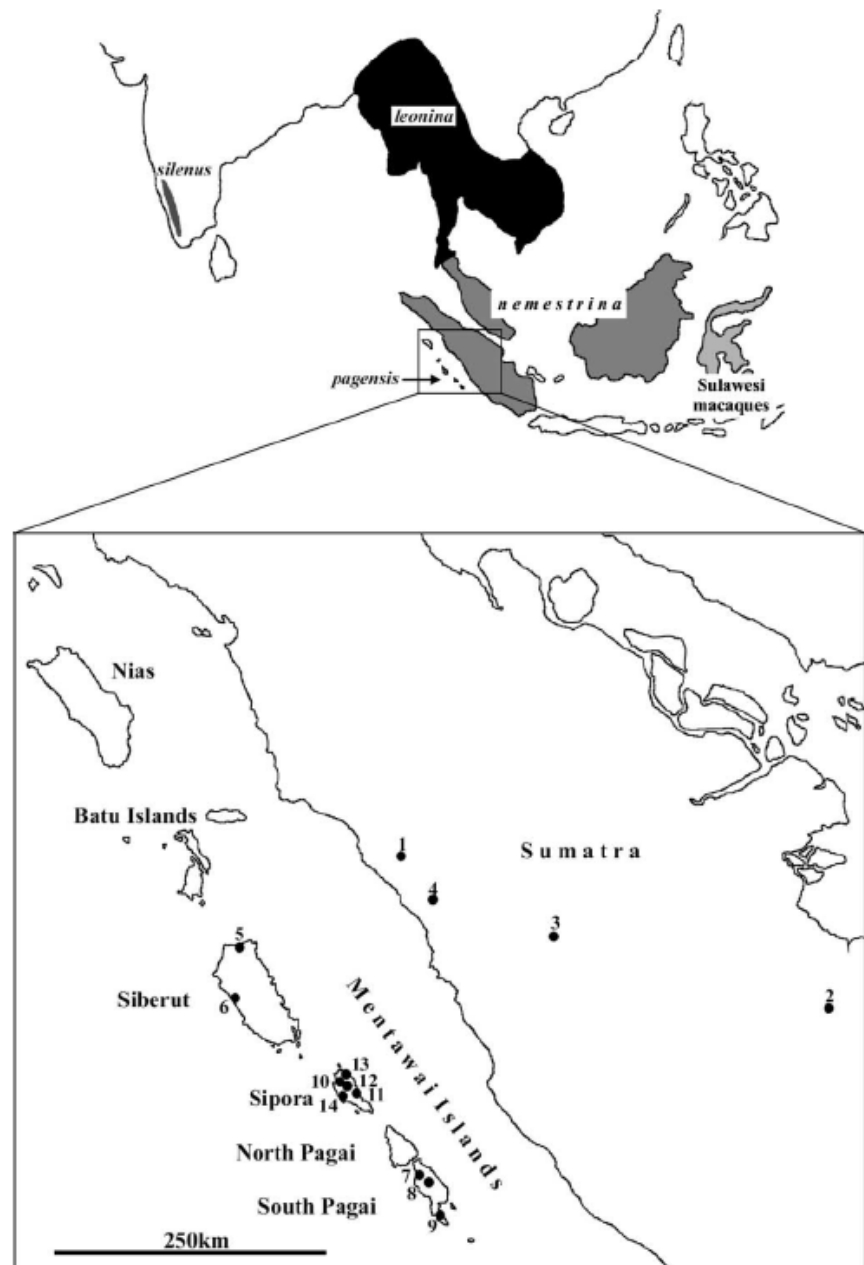 leonina
silenus
nemestrina
pagensis
Sulawesi
macaques
Nias
Batu Islands
1
Sumatra
4
3
5
2
Siberut
6
Mentawai Islands
13
10
12
Sipora
11
14
North Pagai
7
8
South Pagai
9
250km